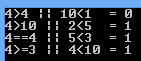 4>4 || 10<1  = 0
4>10 || 2<5  = 1
4==4 || 5<3  = 1
4>=3 || 4<10 = 1